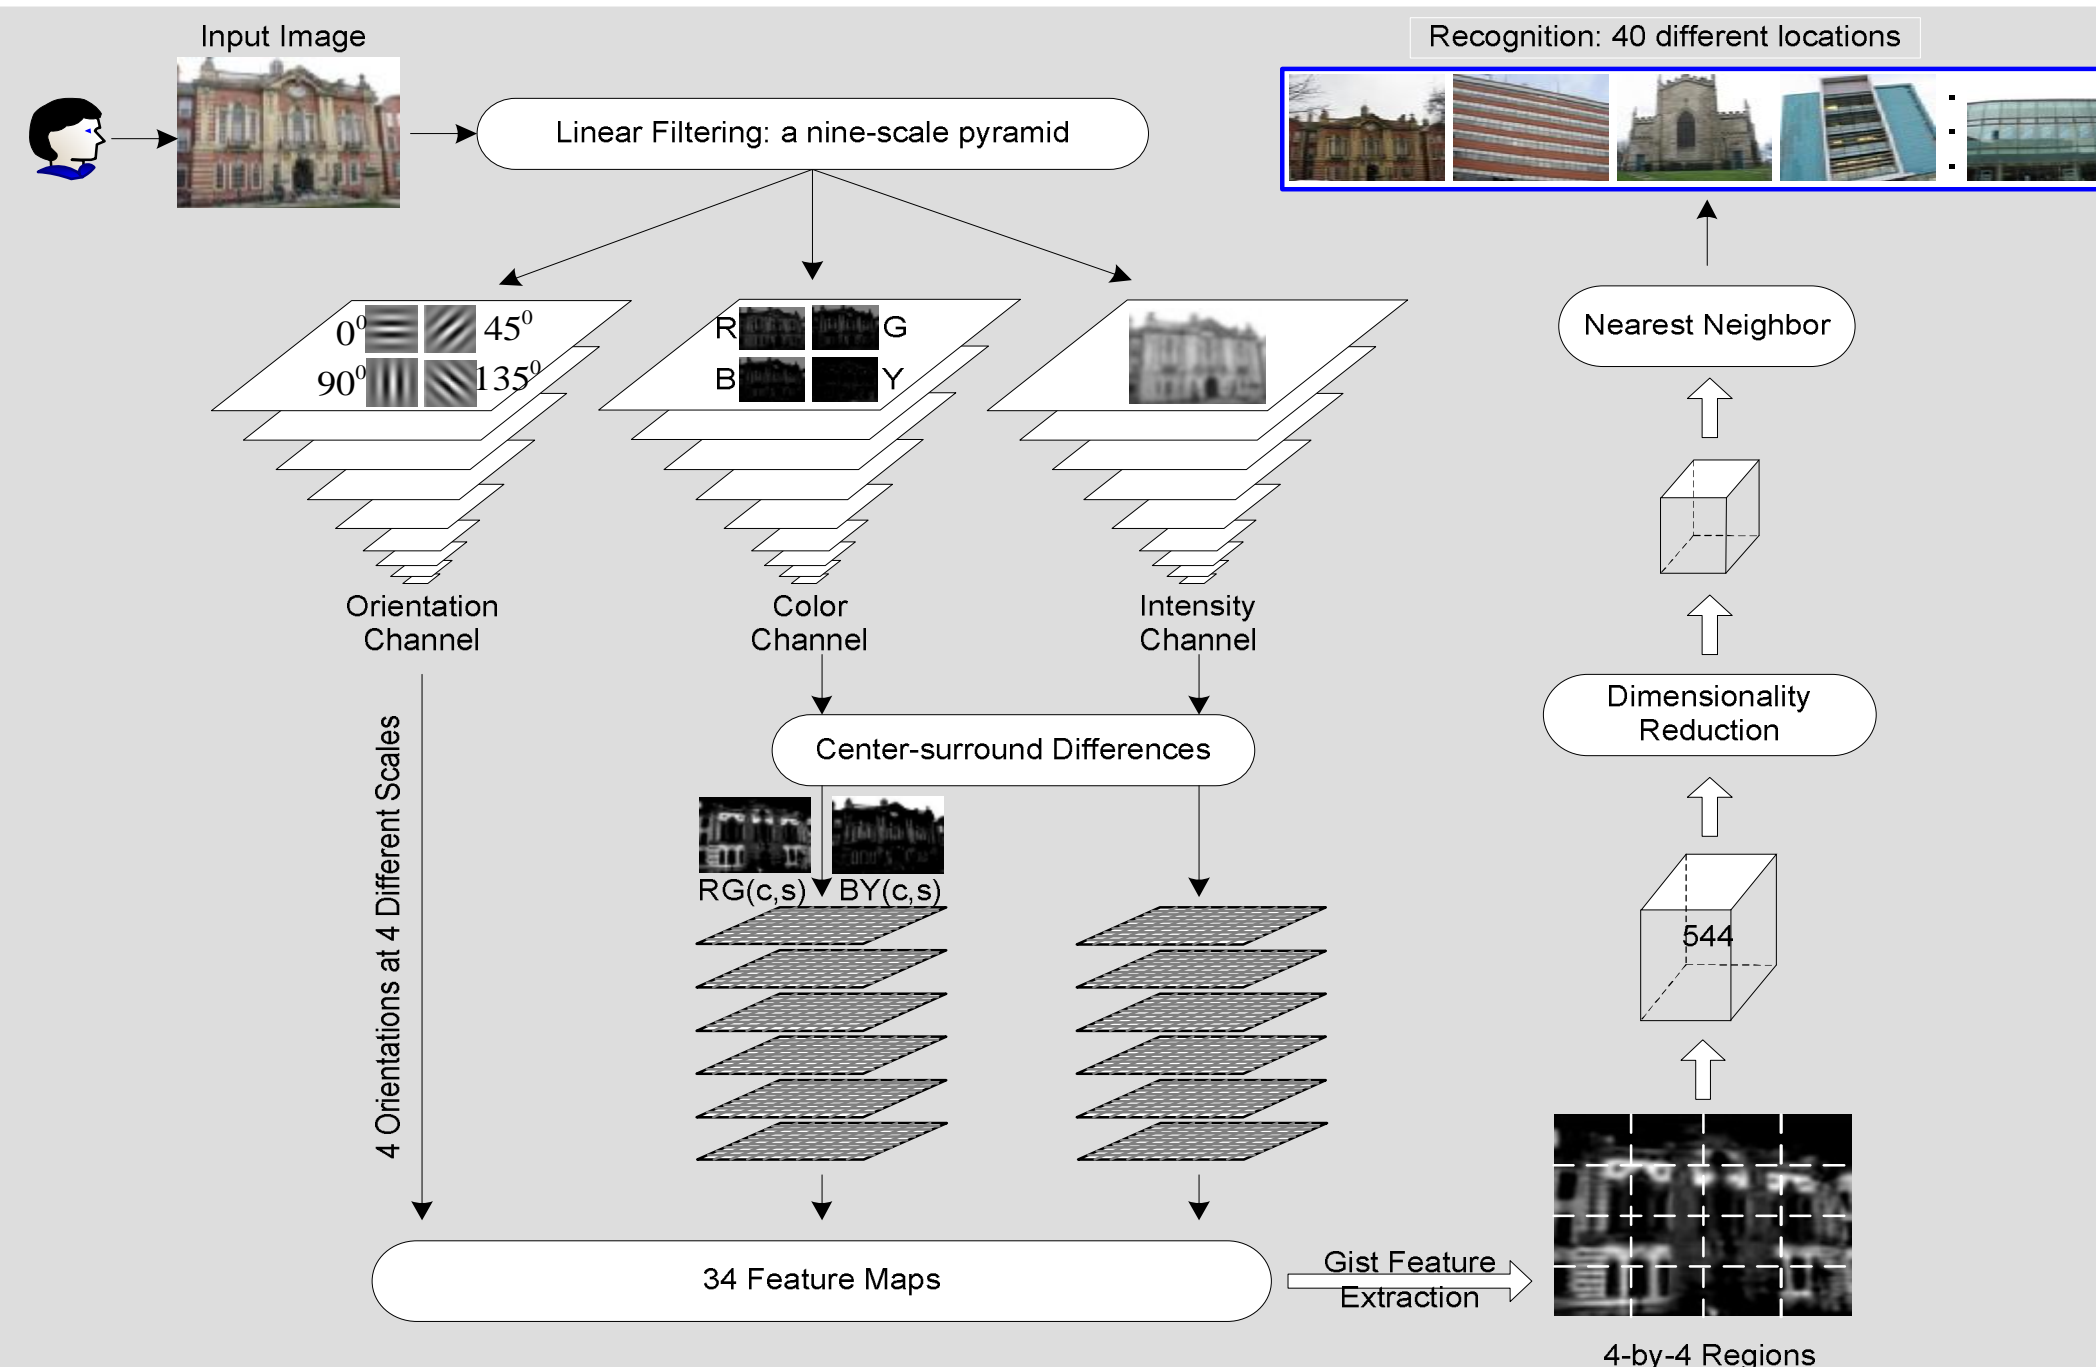 Input Image
Recognition: 40 different locations
Linear Filtering: a nine-scale pyramid
0⁰
45⁰
90⁰
135⁰
R
G
B
Y
Nearest Neighbor
Orientation
Channel
Color
Channel
Intensity
Channel
Dimensionality
Reduction
4 Orientations at 4 Different Scales
Center-surround Differences
RG(c,s)
BY(c,s)
544
34 Feature Maps
Gist Feature
Extraction
4-by-4 Regions